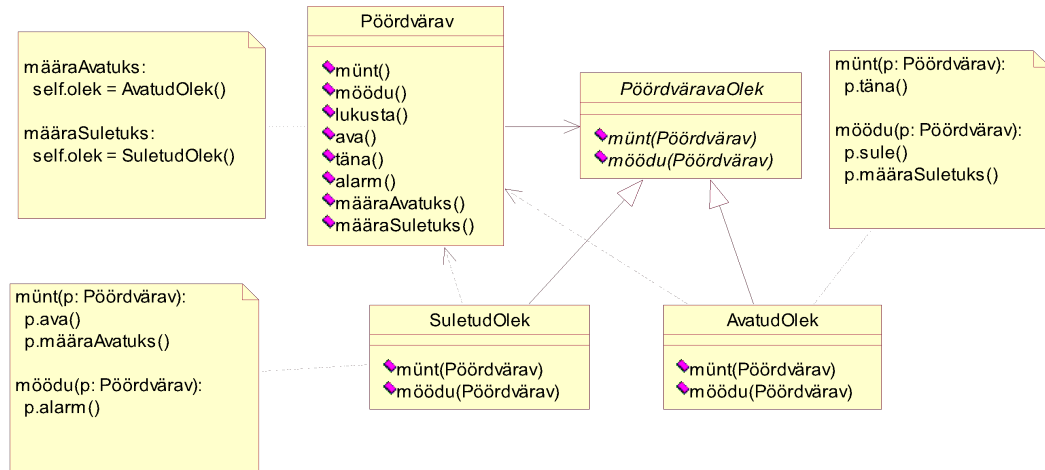 määraAvatuks:
self.olek = AvatudOlek()
määraSuletuks:
self.olek = SuletudOlek()
Pöördvärav
münt()
möödu()
lukusta()
ava()
täna()
alarm()
määraAvatuks()
määraSuletuks()
PöördväravaOlek
münt(Pöördvärav)
möödu(Pöördvärav)
münt(p: Pöördvärav):
p.täna()
möödu(p: Pöördvärav):
p.sule()
p.määraSuletuks()
münt(p: Pöördvärav):
p.ava()
p.määraAvatuks()
möödu(p: Pöördvärav):
p.alarm()
SuletudOlek
münt(Pöördvärav)
möödu(Pöördvärav)
AvatudOlek
münt(Pöördvärav)
möödu(Pöördvärav)